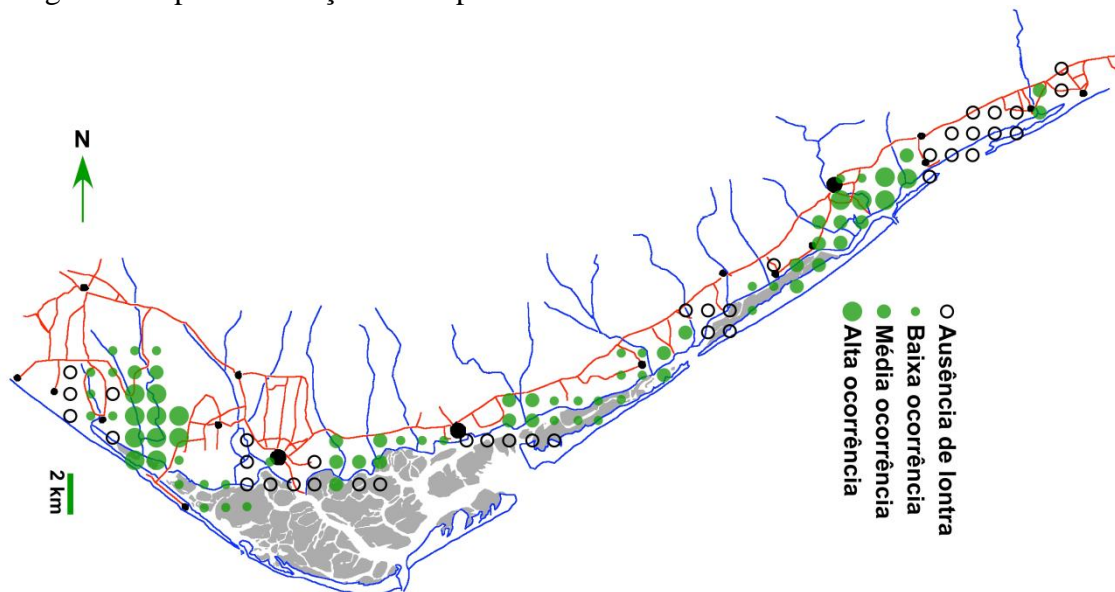 N
Ausência de lontra
Baixa ocorrência
Média ocorrência
Alta ocorrência
2 km